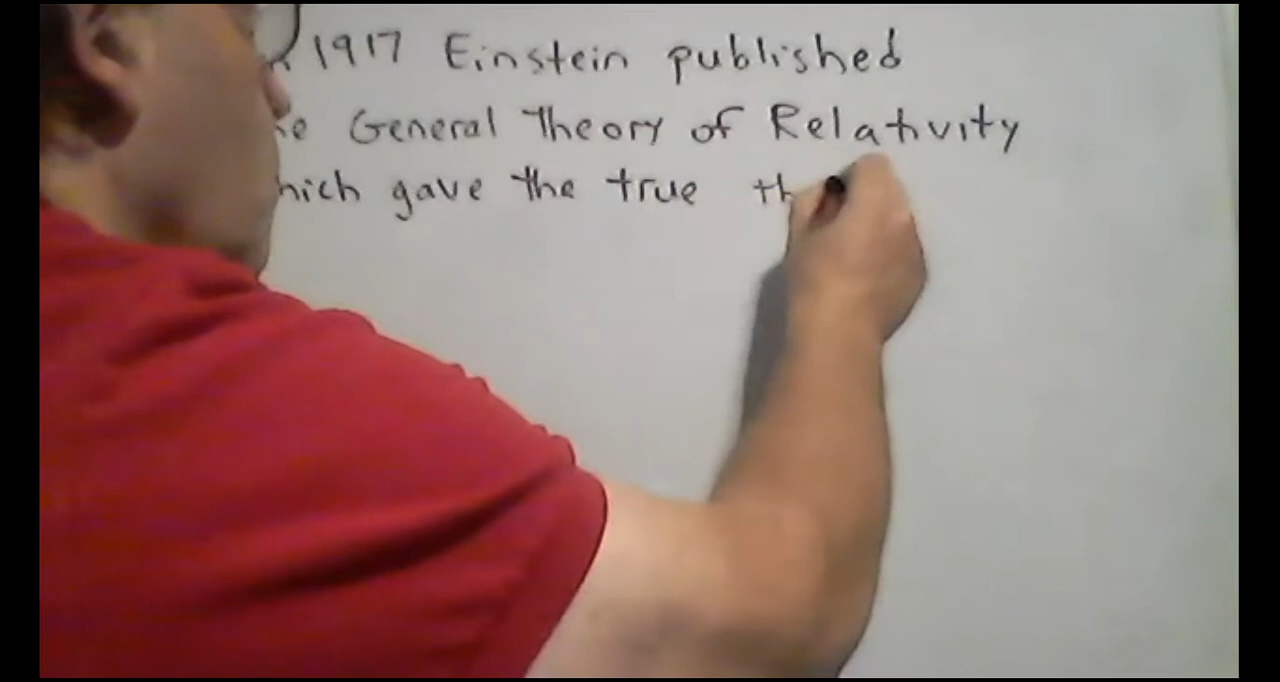 1917 Einstein published
General Theory of Relativity
gave the true